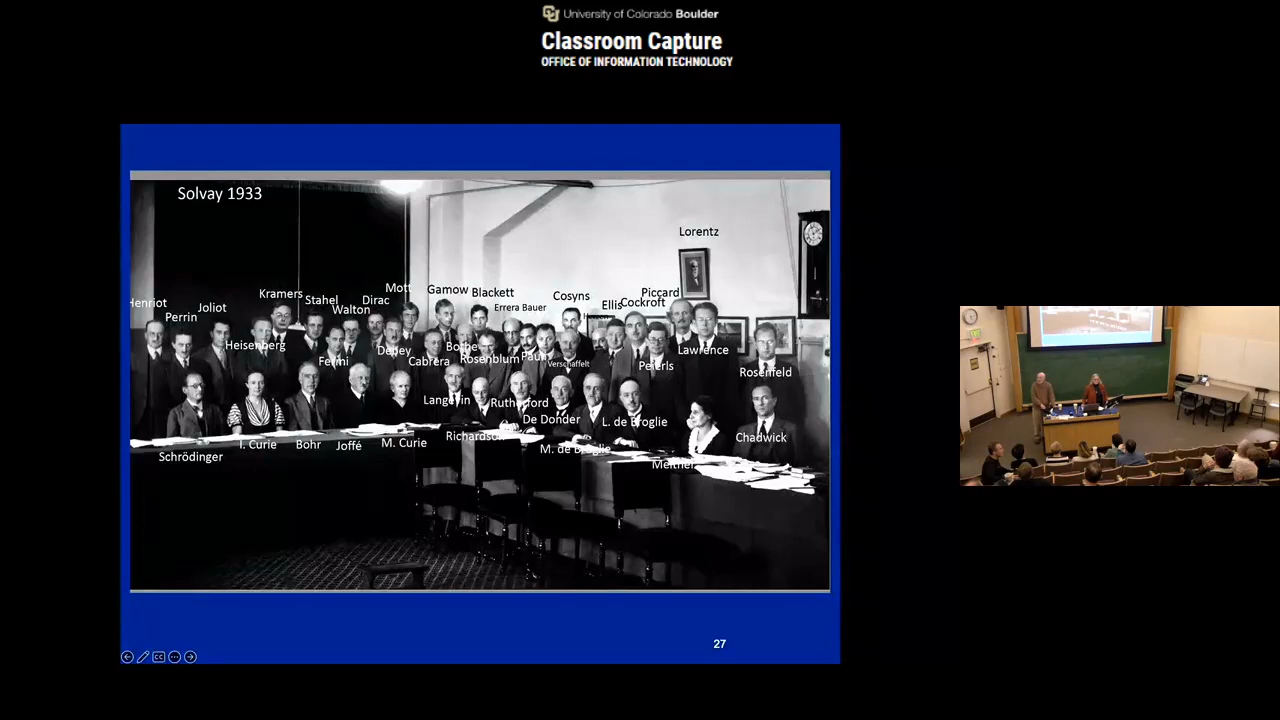 University of Colorado Boulder
Classroom Capture
OFFICE OF INFORMATION TECHNOLOGY
Solvay 1933
Lorentz
Henriot
Perrin
Joliot
Kramers
Stahel
Walton
Dirac
Mott
Gamow
Blackett
Errera Bauer
Cosyns
Ellis
Cockroft
Piccard
Heisenberg
Fermi
Debey
Cabrera
Bothe
Rosenblum
Pauli
Verschaffelt
Peierls
Lawrence
Rosenfeld
Schrödinger
I. Curie
Bohr
Joffé
M. Curie
Langevin
Richardson
Rutherford
De Donder
M. de Broglie
L. de Broglie
Meitner
Chadwick
27